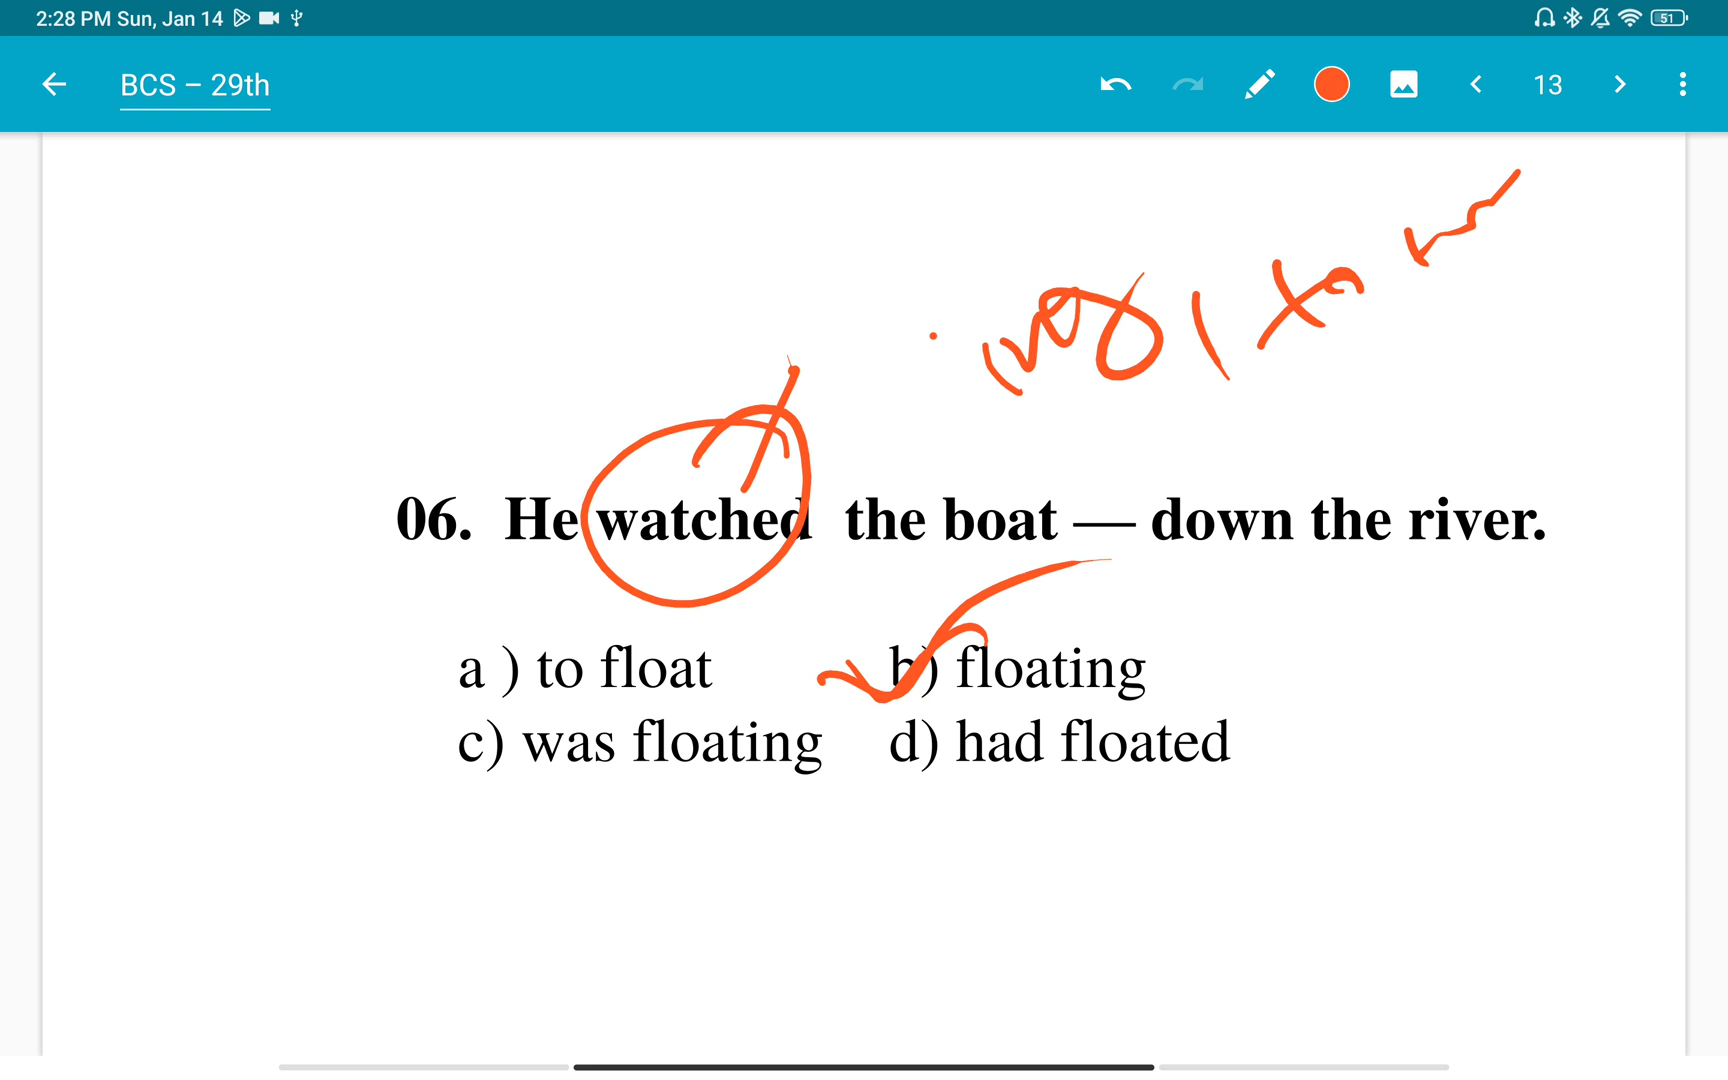 2:28 PM Sun, Jan 14
51
BCS – 29th
13
06. He watched the boat — down the river.
a ) to float b) floating
c) was floating d) had floated